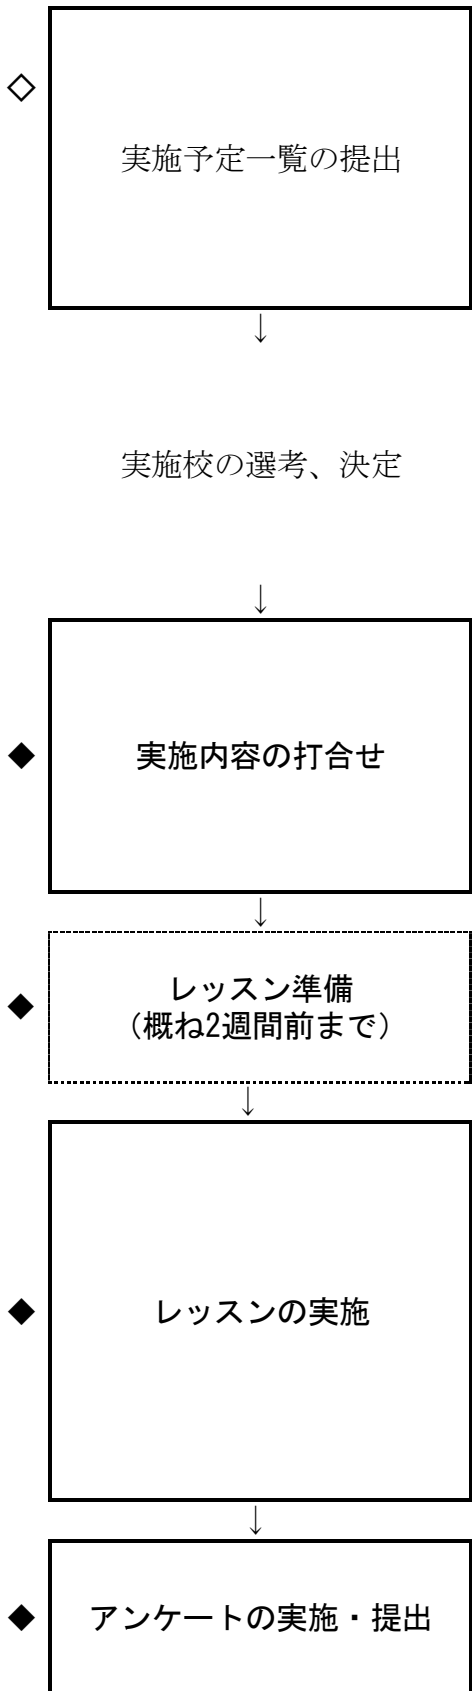 ◇
実施予定一覧の提出
↓
実施校の選考、決定
↓
◆ 実施内容の打合せ
↓
◆ レッスン準備
（概ね2週間前まで）
↓
◆ レッスンの実施
↓
◆ アンケートの実施・提出